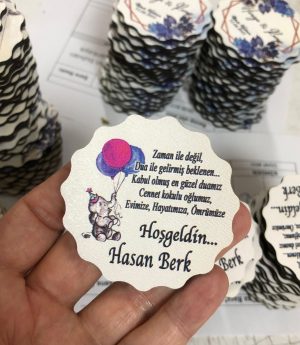 Zaman ile değil,
Dua ile gelirmiş beklenen...
Kabul olmuş en güzel duamız
Cennet kokulu oğlumuz,
Evimize, Hayatımıza, Ömrümüze
Hoşgeldin...
Hasan Berk
Berk